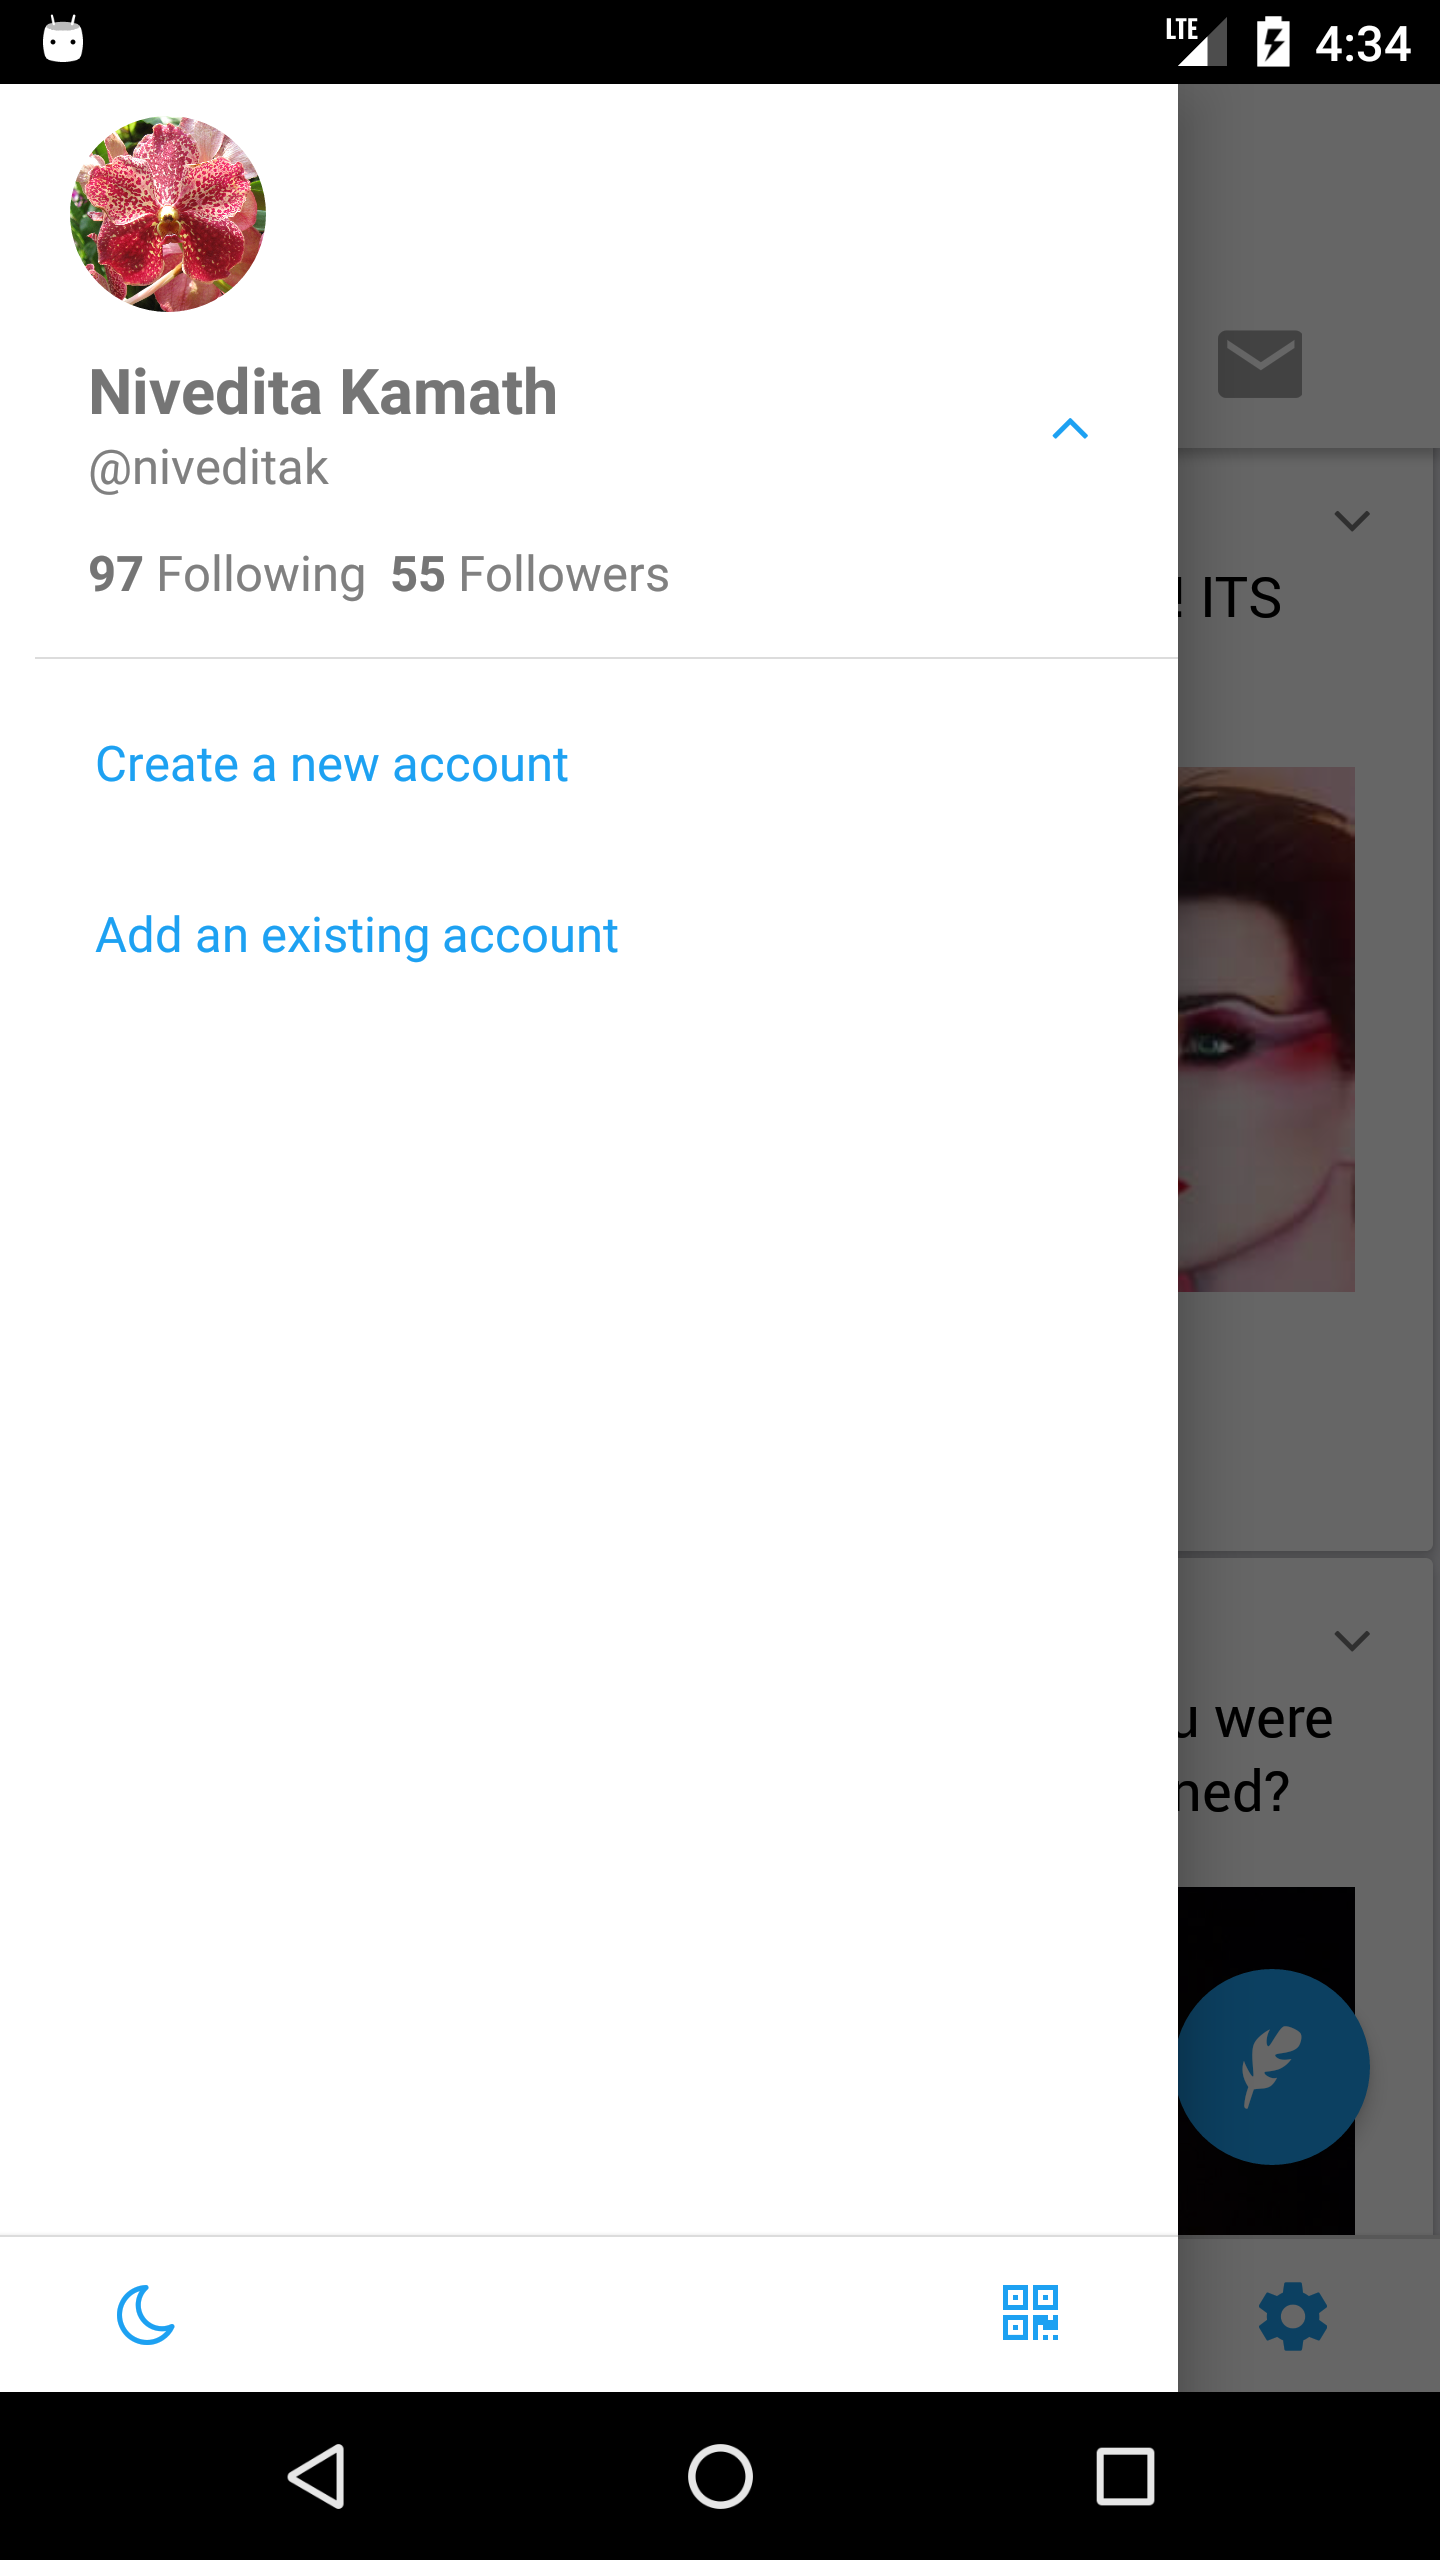 LTE 4:34
Nivedita Kamath
@niveditak
97 Following 55 Followers
! ITS
Create a new account
Add an existing account
u were
ned?